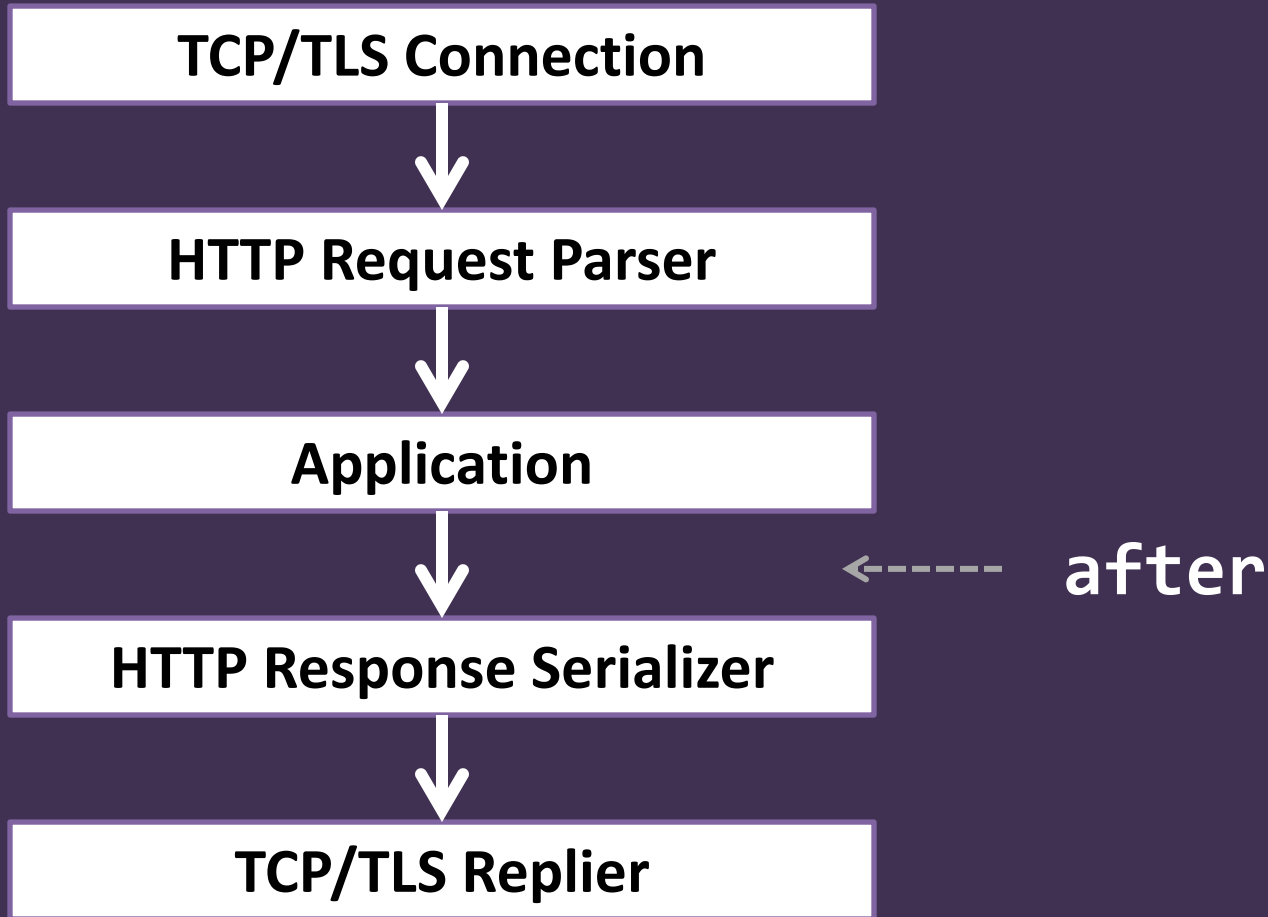 TCP/TLS Connection
HTTP Request Parser
Application
after
HTTP Response Serializer
TCP/TLS Replier